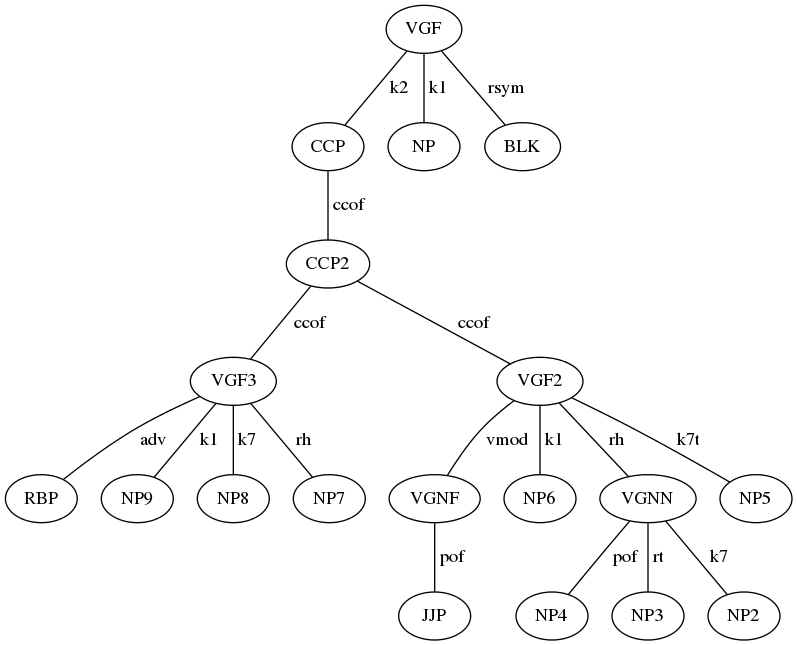 VGF
k2 k1 rsym
CCP NP BLK
ccof
CCP2
ccof ccof
VGF3 VGF2
adv k1 k7 rh vmod k1 rh k7t
RBP NP9 NP8 NP7 VGNF NP6 VGNN NP5
pof pof rt k7
JJP NP4 NP3 NP2